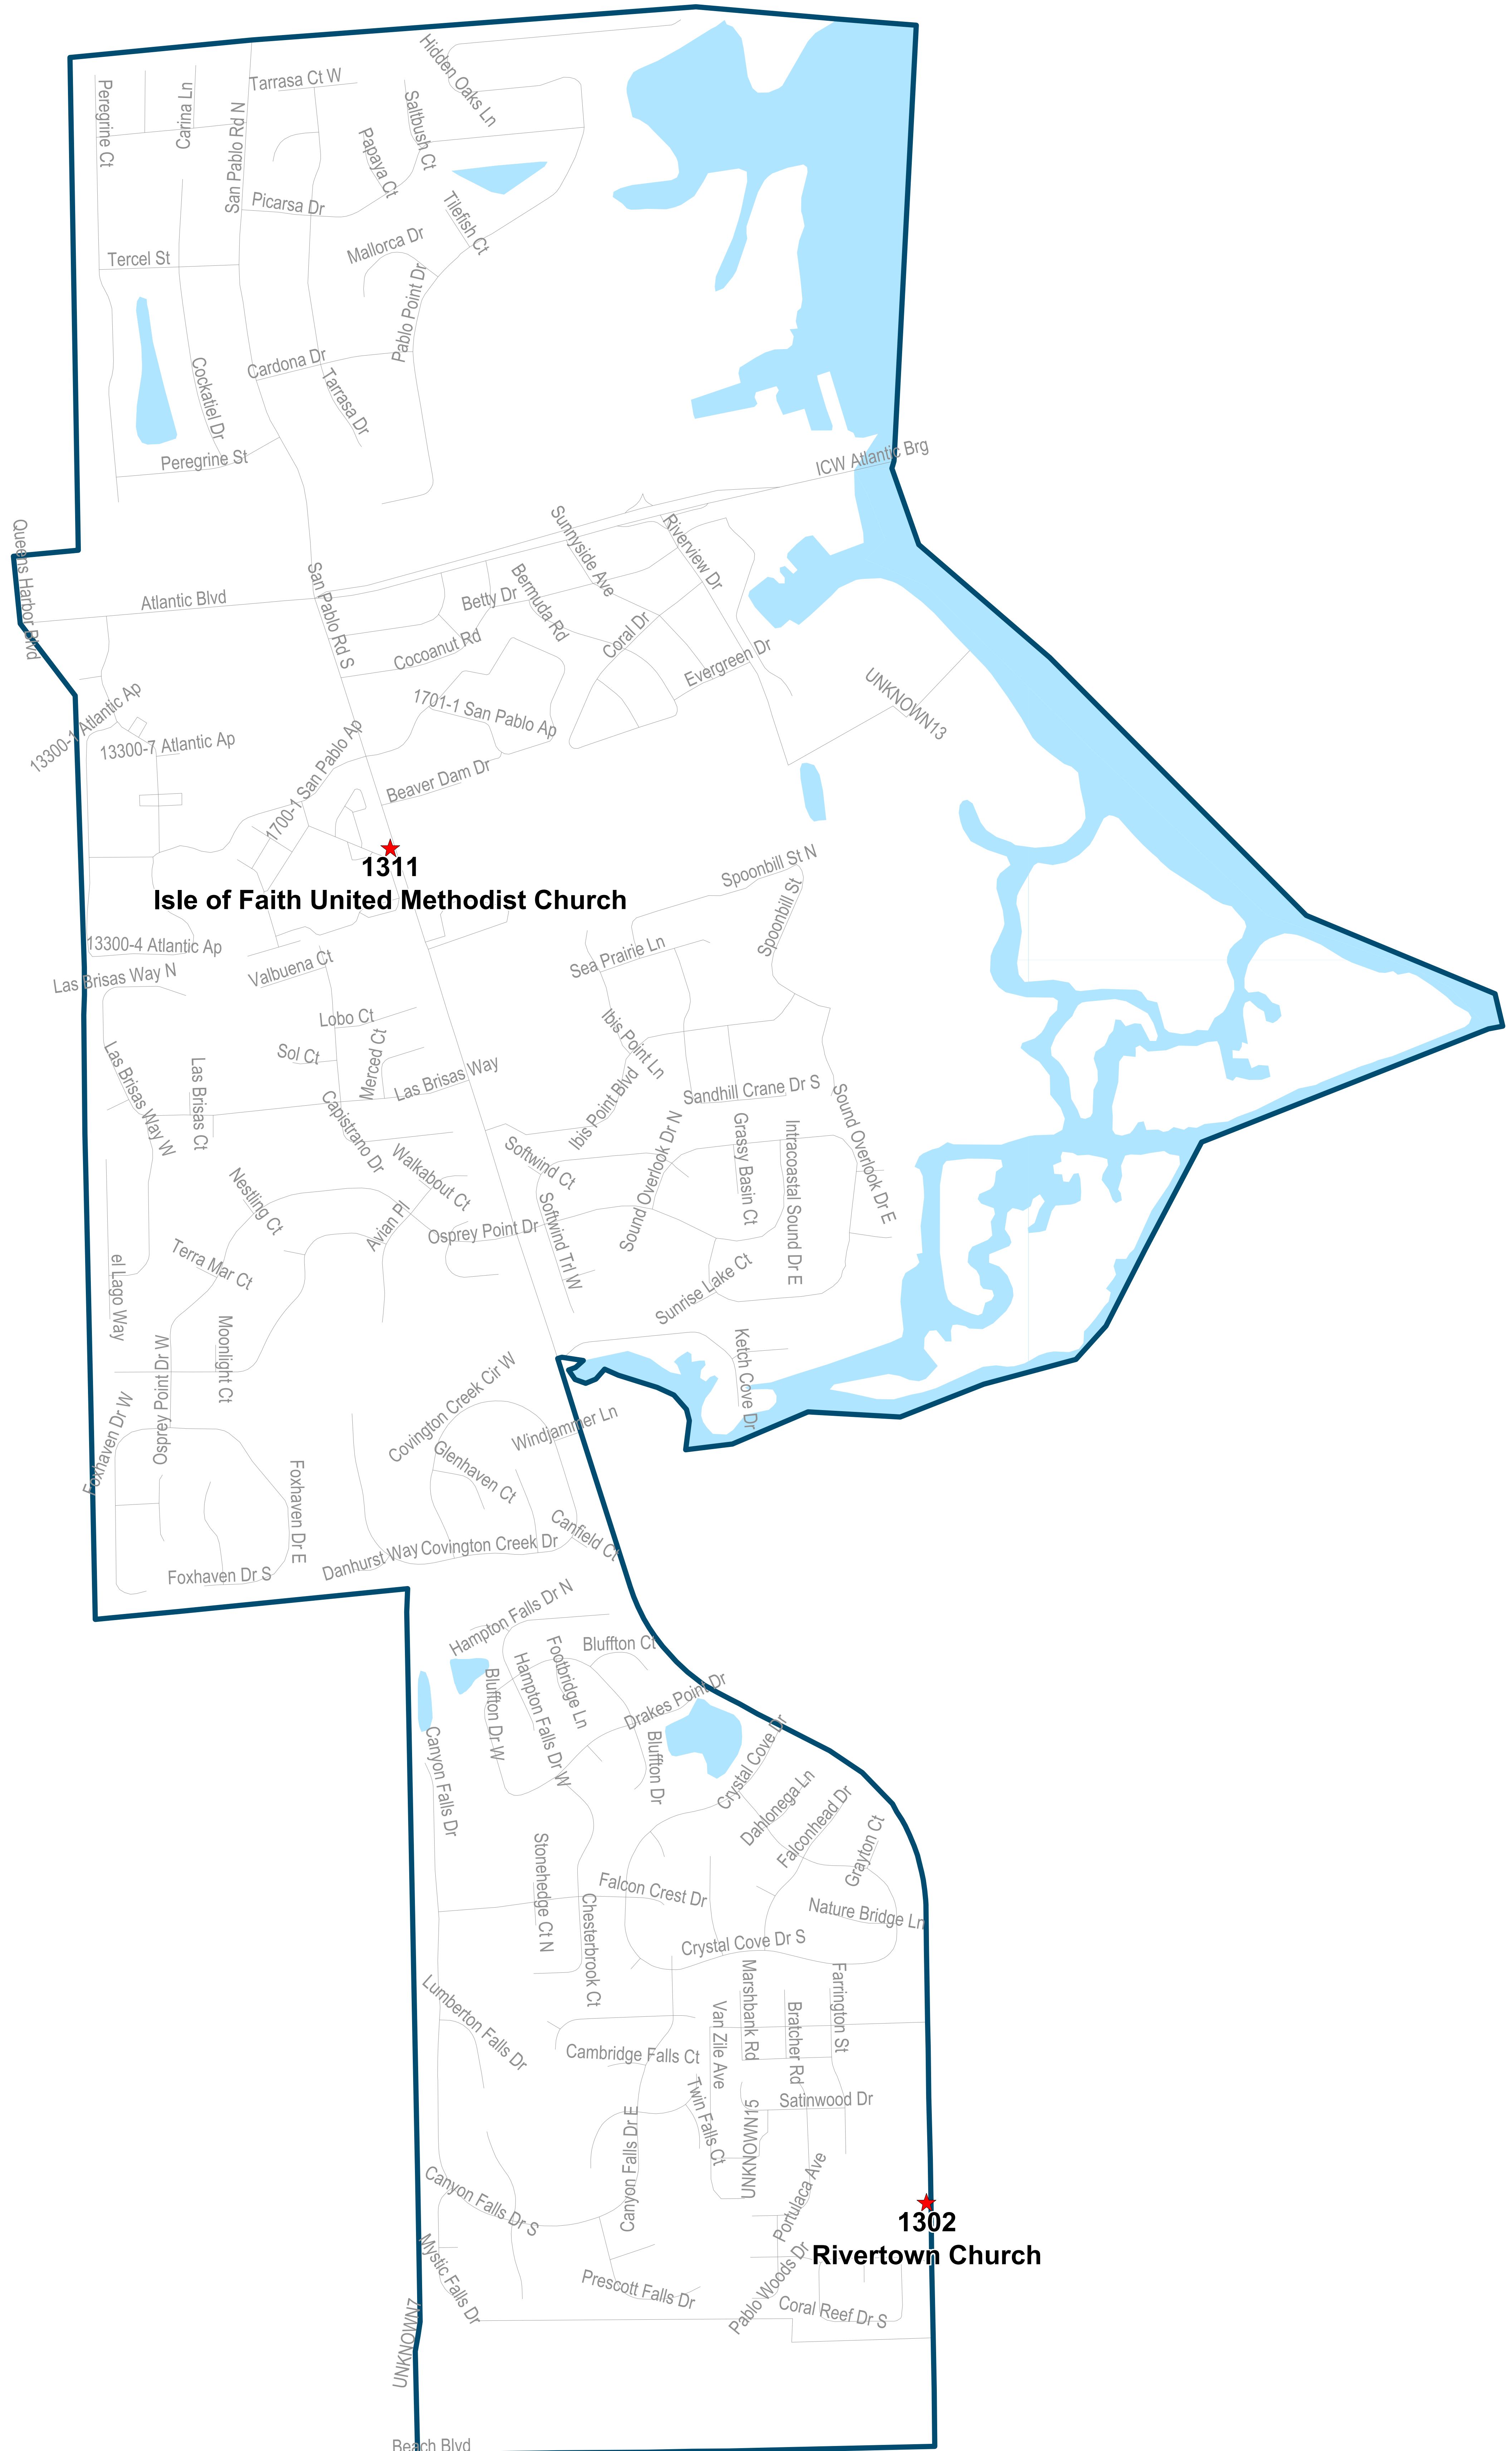 Hidden Oaks Ln
Tarrasa Ct W
Peregrine Ct
Carina Ln
San Pablo Rd N
Saltbush Ct
Papaya Ct
Picarsa Dr
Tilefish Ct
Mallorca Dr
Tercel St
Pablo Point Dr
Cardona Dr
Cockatiel Dr
Tarrasa Dr
Peregrine St
ICW Atlantic Brg
Queens Harbor Blvd
Sunnyside Ave
Riverview Dr
San Pablo Rd S
Atlantic Blvd
Betty Dr
Bermuda Rd
Coral Dr
Cocoanut Rd
Evergreen Dr
UNKNOWN13
13300-1 Atlantic Ap
1701-1 San Pablo Ap
13300-7 Atlantic Ap
1700-1 San Pablo Ap
Beaver Dam Dr
1311
Isle of Faith United Methodist Church
Spoonbill St N
Spoonbill St
13300-4 Atlantic Ap
Sea Prairie Ln
Las Brisas Way N
Valbuena Ct
Lobo Ct
Ibis Point Ln
Sol Ct
Merced Ct
Las Brisas Way W
Las Brisas Ct
Las Brisas Way
Sandhill Crane Dr S
Capistrano Dr
Ibis Point Blvd
Sound Overlook Dr N
Grassy Basin Ct
Intracoastal Sound Dr E
Sound Overlook Dr E
Softwind Ct
Walkabout Ct
Nestling Ct
Avian Pl
Osprey Point Dr
Softwind Trl W
Terra Mar Ct
el Lago Way
Sunrise Lake Ct
Moonlight Ct
Osprey Point Dr W
Ketch Cove Dr
Foxhaven Dr W
Covington Creek Cir W
Windjammer Ln
Glenhaven Ct
Foxhaven Dr E
Canfield Ct
Covington Creek Dr
Danhurst Way
Foxhaven Dr S
Hampton Falls Dr N
Bluffton Ct
Footbridge Ln
Hampton Falls Dr W
Bluffton Dr W
Drakes Point Dr
Bluffton Dr
Canyon Falls Dr
Crystal Cove Dr
Dahlonega Ln
Falconhead Dr
Grayton Ct
Stonehedge Ct N
Falcon Crest Dr
Chesterbrook Ct
Nature Bridge Ln
Crystal Cove Dr S
Lumberton Falls Dr
Marshbank Rd
Farrington St
Van Zile Ave
Bratcher Rd
Cambridge Falls Ct
Twin Falls Ct
Satinwood Dr
UNKNOWN15
Canyon Falls Dr E
Canyon Falls Dr S
Portulaca Ave
1302
Rivertown Church
Mystic Falls Dr
Pablo Woods Dr
Prescott Falls Dr
Coral Reef Dr S
UNKNOWN7
Beach Blvd